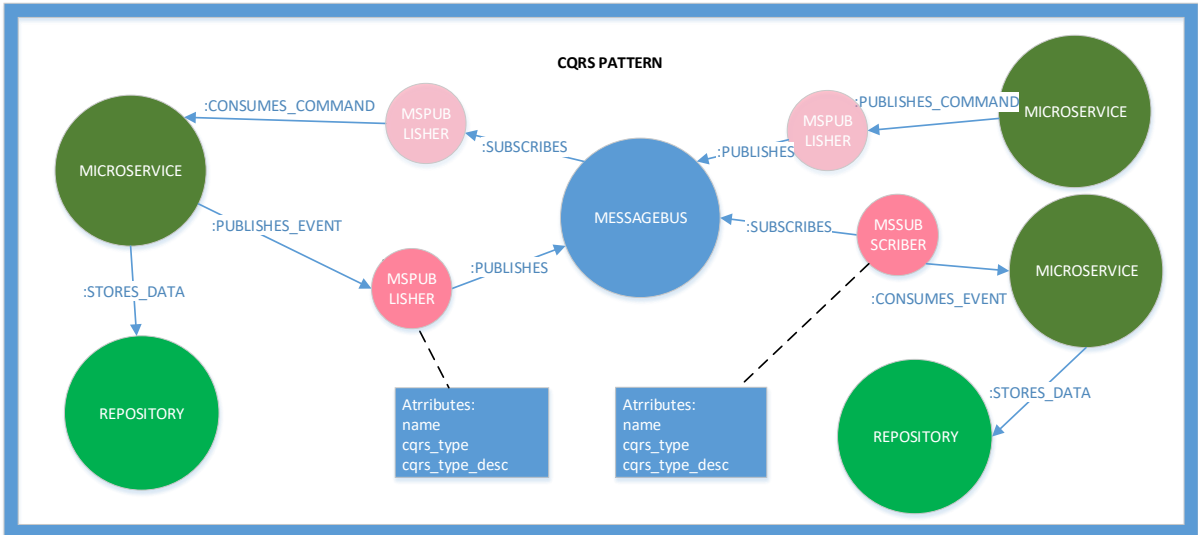 CQRS PATTERN
:CONSUMES_COMMAND
MSPUB
LISHER
:PUBLISHES_COMMAND
MSPUB
LISHER
MICROSERVICE
:SUBSCRIBES
:PUBLISHES
MICROSERVICE
MESSAGEBUS
:PUBLISHES_EVENT
:SUBSCRIBES
MSSUB
SCRIBER
MICROSERVICE
:PUBLISHES
MSPUB
LISHER
:STORES_DATA
:CONSUMES_EVENT
REPOSITORY
Atrributes:
name
cqrs_type
cqrs_type_desc
Atrributes:
name
cqrs_type
cqrs_type_desc
:STORES_DATA
REPOSITORY